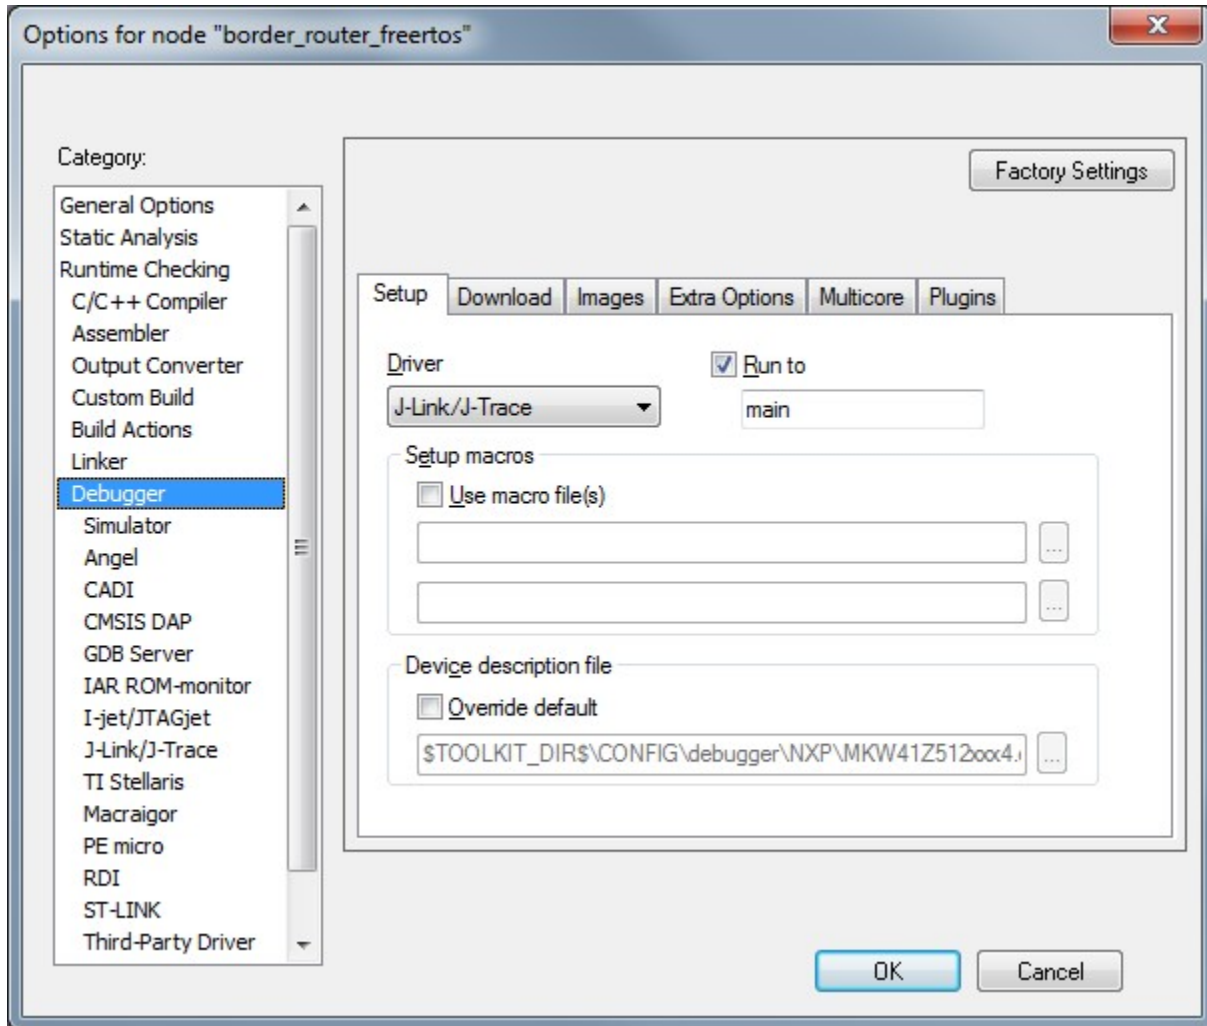 Options for node "border_router_freertos"
Category:
General Options
Static Analysis
Runtime Checking
C/C++ Compiler
Assembler
Output Converter
Custom Build
Build Actions
Linker
Debugger
Simulator
Angel
CADI
CMSIS DAP
GDB Server
IAR ROM-monitor
I-jet/JTAGjet
J-Link/J-Trace
TI Stellaris
Macraigor
PE micro
RDI
ST-LINK
Third-Party Driver
Factory Settings
Setup Download Images Extra Options Multicore Plugins
Driver Run to
J-Link/J-Trace main
Setup macros
Use macro file(s)
...
...
Device description file
Override default
$TOOLKIT_DIR$\CONFIG\debugger\NXP\MKW41Z512xxx4. ...
OK Cancel